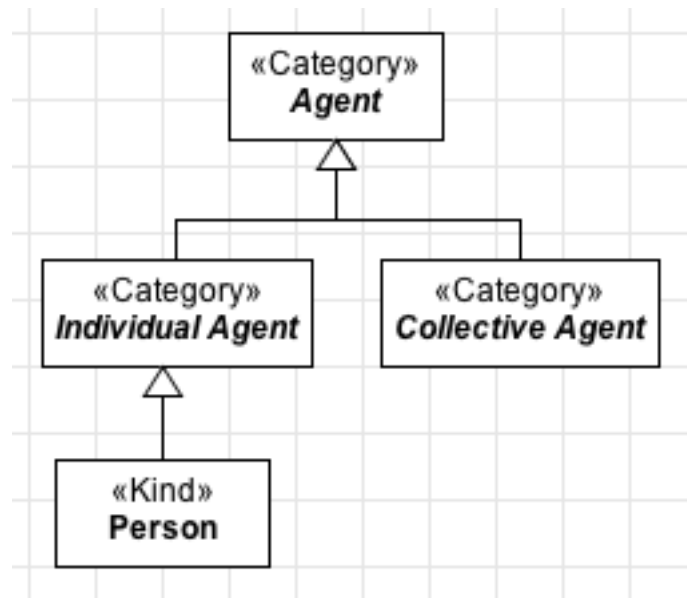 «Category»
Agent
«Category»
Individual Agent
«Category»
Collective Agent
«Kind»
Person